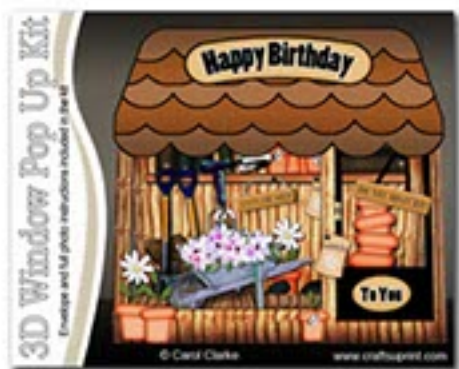 3D Window Pop Up Kit
Envelope and full photo instructions included in the kit
Happy Birthday
To You
© Carol Clarke
www.craftsuprint.com